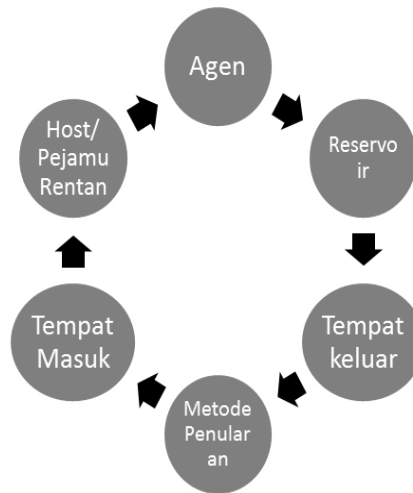 Agen
Reservo
ir
Tempat
keluar
Metode
Penular
an
Tempat
Masuk
Host/
Pejamu
Rentan